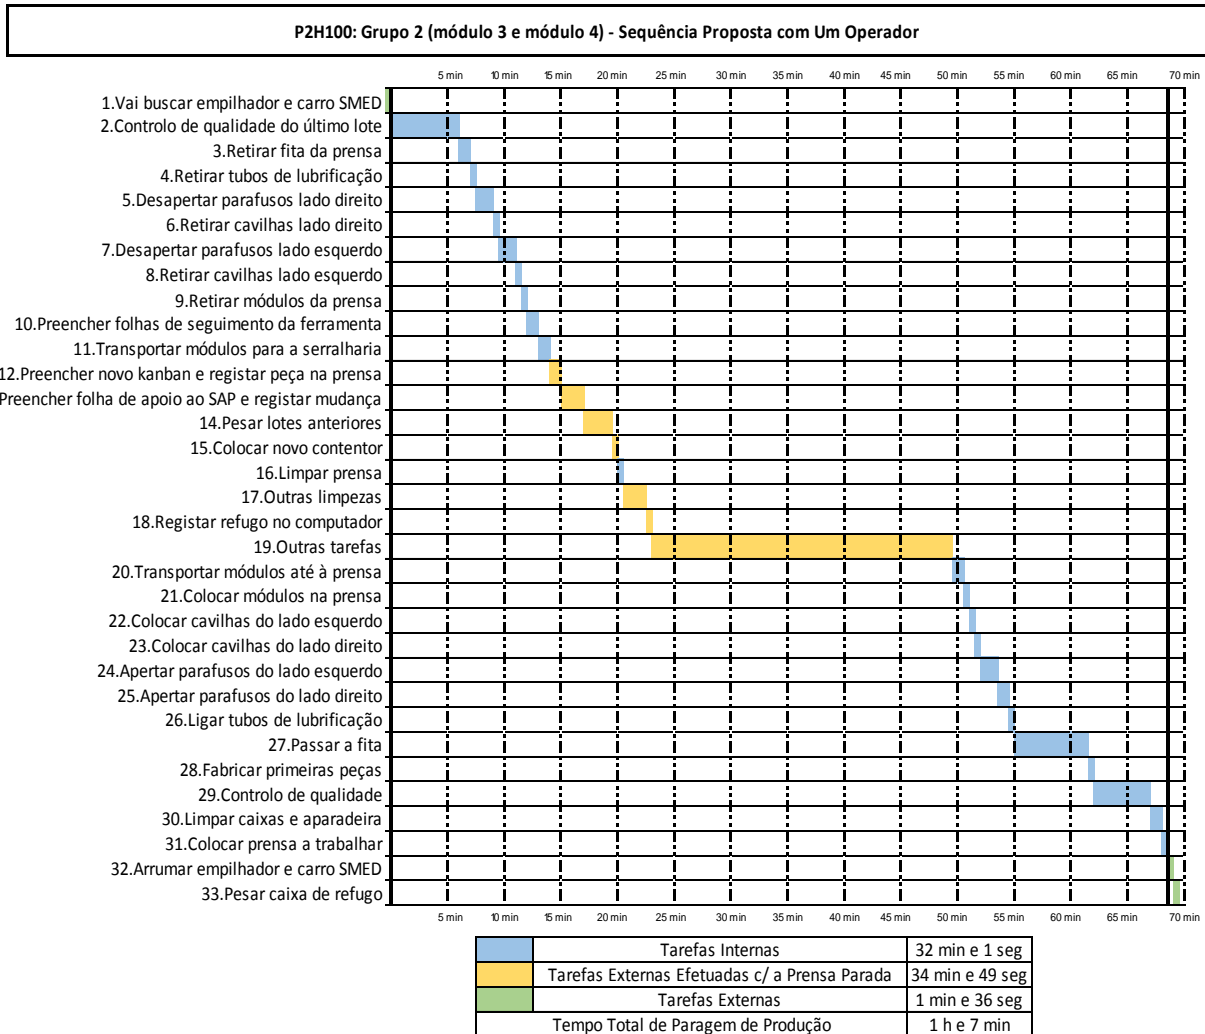 P2H100: Grupo 2 (módulo 3 e módulo 4) - Sequência Proposta com Um Operador
5 min 10 min 15 min 20 min 25 min 30 min 35 min 40 min 45 min 50 min 55 min 60 min 65 min 70 min
1.Vai buscar empilhador e carro SMED
2.Controlo de qualidade do último lote
3.Retirar fita da prensa
4.Retirar tubos de lubrificação
5.Desapertar parafusos lado direito
6.Retirar cavilhas lado direito
7.Desapertar parafusos lado esquerdo
8.Retirar cavilhas lado esquerdo
9.Retirar módulos da prensa
10.Preencher folhas de seguimento da ferramenta
11.Transportar módulos para a serralharia
12.Preencher novo kanban e registar peça na prensa
Preencher folha de apoio ao SAP e registar mudança
14.Pesar lotes anteriores
15.Colocar novo contentor
16.Limpar prensa
17.Outras limpezas
18.Registar refugo no computador
19.Outras tarefas
20.Transportar módulos até à prensa
21.Colocar módulos na prensa
22.Colocar cavilhas do lado esquerdo
23.Colocar cavilhas do lado direito
24.Apertar parafusos do lado esquerdo
25.Apertar parafusos do lado direito
26.Ligar tubos de lubrificação
27.Passar a fita
28.Fabricar primeiras peças
29.Controlo de qualidade
30.Limpar caixas e aparadeira
31.Colocar prensa a trabalhar
32.Arrumar empilhador e carro SMED
33.Pesar caixa de refugo
5 min 10 min 15 min 20 min 25 min 30 min 35 min 40 min 45 min 50 min 55 min 60 min 65 min 70 min
Tarefas Internas 32 min e 1 seg
Tarefas Externas Efetuadas c/ a Prensa Parada 34 min e 49 seg
Tarefas Externas 1 min e 36 seg
Tempo Total de Paragem de Produção 1 h e 7 min